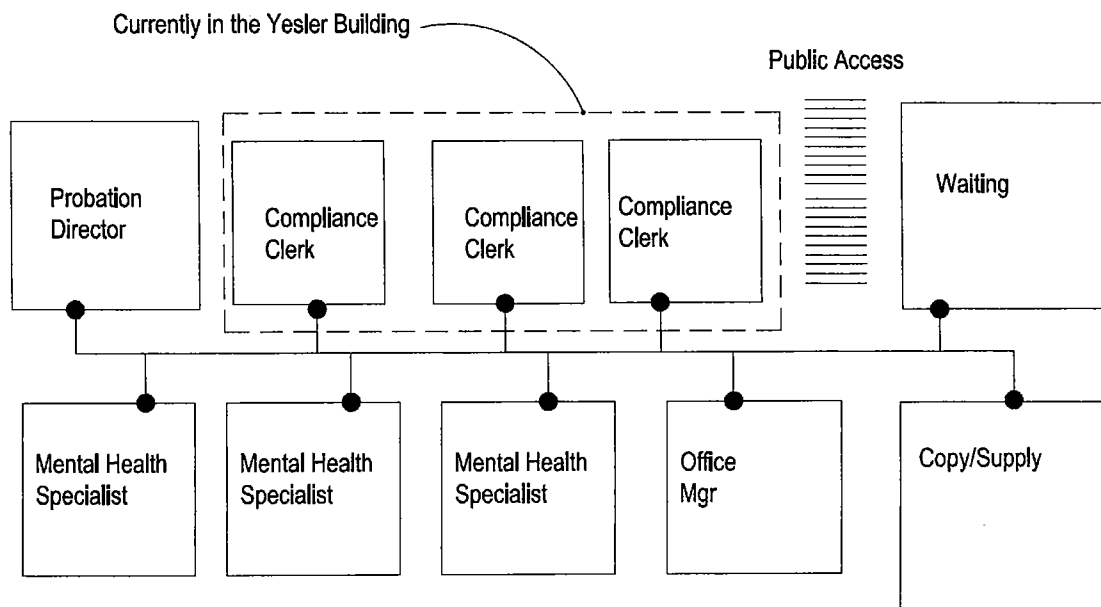 Currently in the Yesler Building
Public Access
Probation
Director
Compliance
Clerk
Compliance
Clerk
Compliance
Clerk
Waiting
Mental Health
Specialist
Mental Health
Specialist
Mental Health
Specialist
Office
Mgr
Copy/Supply